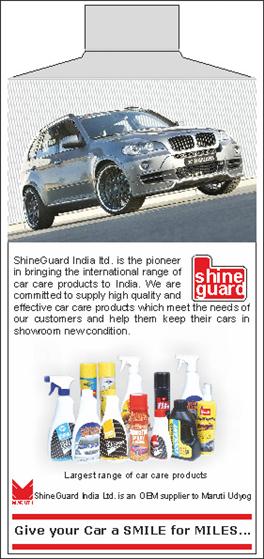 ShineGuard India ltd. is the pioneer
in bringing the international range of
car care products to India. We are
committed to supply high quality and
effective car care products which meet the needs of
our customers and help them keep their cars in
showroom new condition.
shine
guard
Largest range of car care products
MARUTI
ShineGuard India Ltd. is an OEM supplier to Maruti Udyog
Give your Car a SMILE for MILES...